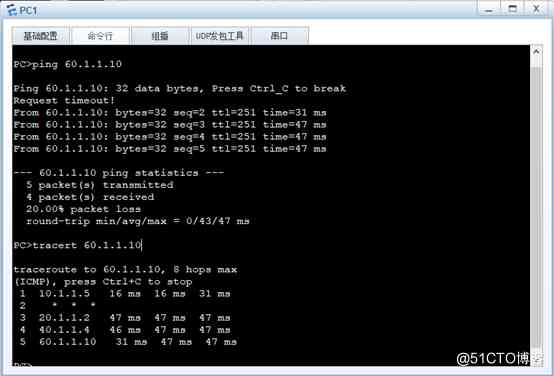 PC1
基础配置 命令行 组播 UDP发包工具 串口
PC>ping 60.1.1.10
Ping 60.1.1.10: 32 data bytes, Press Ctrl_C to break
Request timeout!
From 60.1.1.10: bytes=32 seq=2 ttl=251 time=31 ms
From 60.1.1.10: bytes=32 seq=3 ttl=251 time=47 ms
From 60.1.1.10: bytes=32 seq=4 ttl=251 time=47 ms
From 60.1.1.10: bytes=32 seq=5 ttl=251 time=47 ms
--- 60.1.1.10 ping statistics ---
5 packet(s) transmitted
4 packet(s) received
20.00% packet loss
round-trip min/avg/max = 0/43/47 ms
PC>tracert 60.1.1.10
traceroute to 60.1.1.10, 8 hops max
(ICMP), press Ctrl+C to stop
1 10.1.1.5 16 ms 16 ms 31 ms
2 * * *
3 20.1.1.2 47 ms 47 ms 47 ms
4 40.1.1.4 46 ms 47 ms 47 ms
5 60.1.1.10 31 ms 47 ms 47 ms
PC>
@51CTO博客